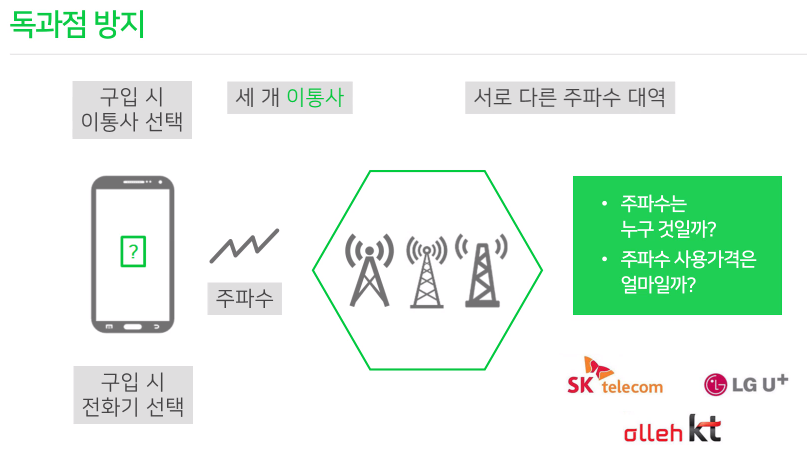 독과점 방지
구입 시
이통사 선택
세 개 이통사
서로 다른 주파수 대역
?
주파수
구입 시
전화기 선택
• 주파수는
누구 것일까?
• 주파수 사용가격은
얼마일까?
SK telecom
LG U+
olleh kt